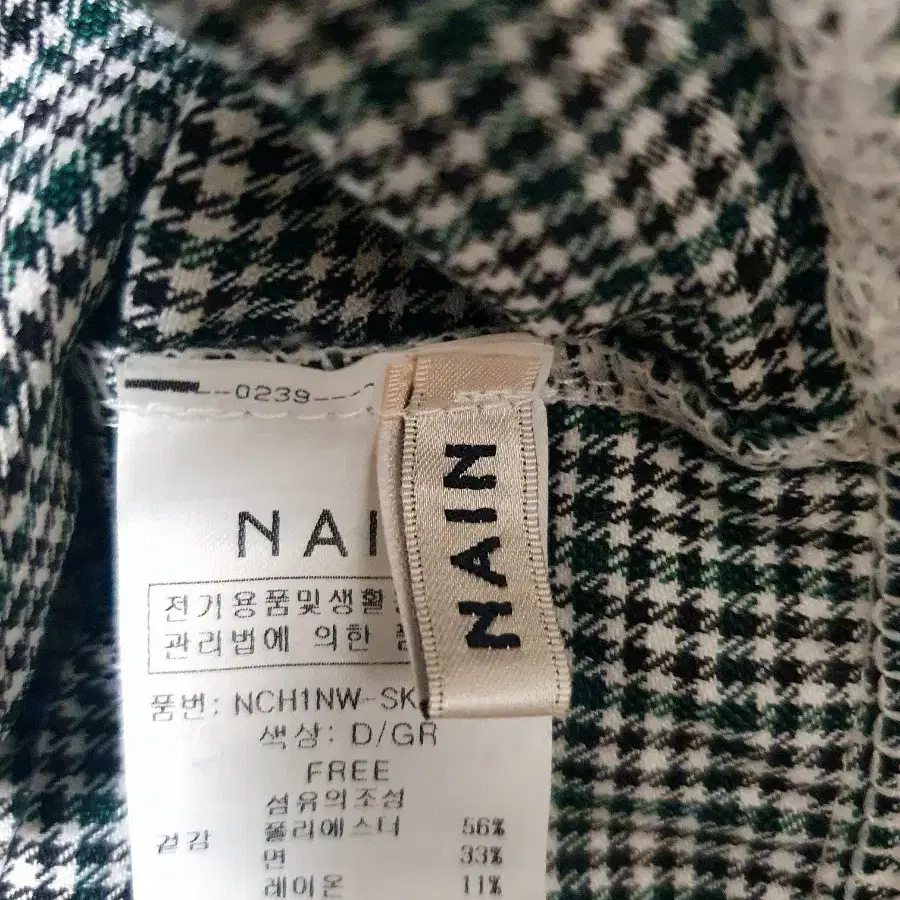 0239
NAI
NAIN
전기용품및생활
관리법에 의한
품번: NCH1NW-SK
색상: D/GR
FREE
섬유의조성
겉감 폴리에스터 56%
면 33%
레이온 11%